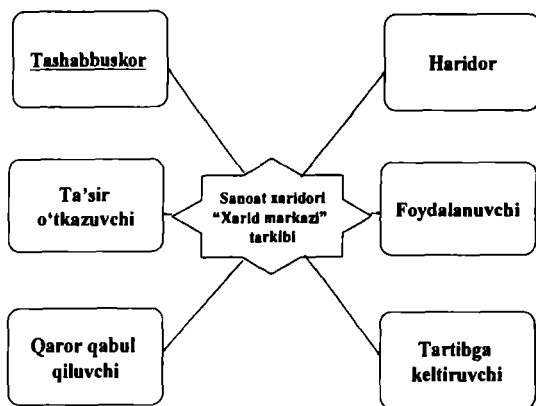 Tashabbuskor
Haridor
Ta'sir
o‘tkazuvchi
Sanoat xaridori
“Xarid markazi”
tarkibi
Foydalanuvchi
Qaror qabul
qiluvchi
Tartibga
keltiruvchi